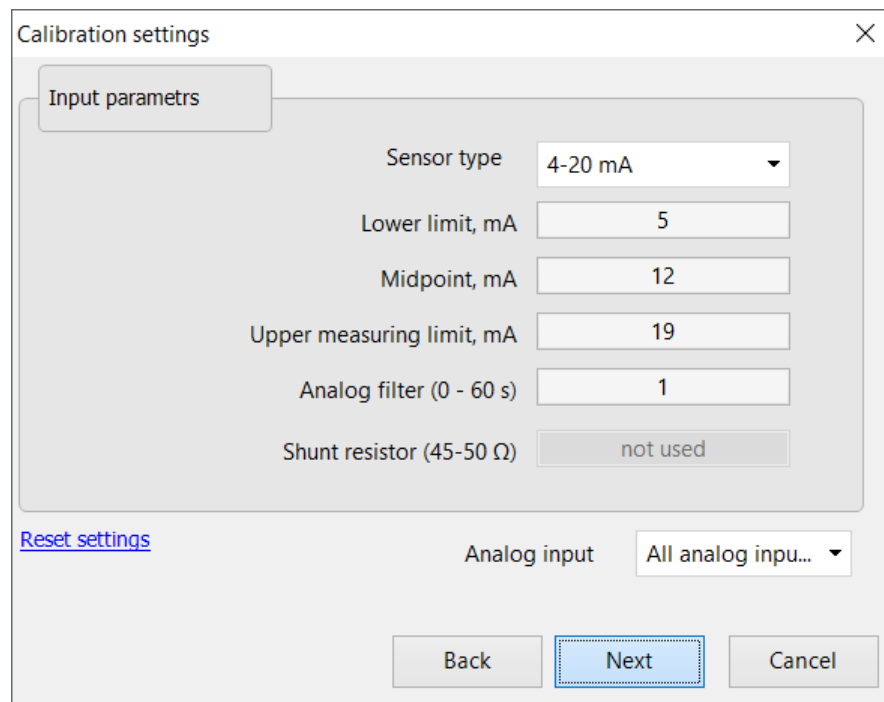 Calibration settings
Input parametrs
Sensor type 4-20 mA
Lower limit, mA 5
Midpoint, mA 12
Upper measuring limit, mA 19
Analog filter (0 - 60 s) 1
Shunt resistor (45-50 Ω) not used
Reset settings
Analog input All analog inpu...
Back Next Cancel